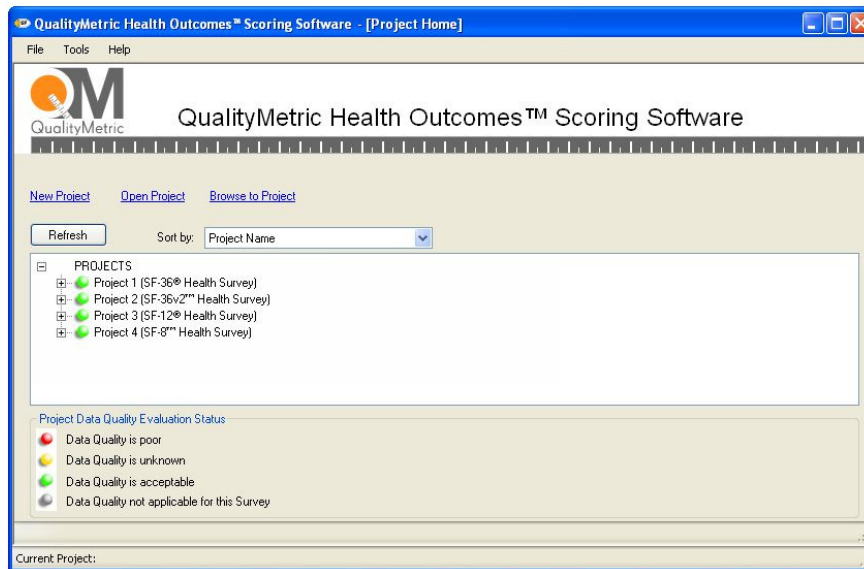 QualityMetric Health Outcomes™ Scoring Software - [Project Home]
File Tools Help
QM
QualityMetric
QualityMetric Health Outcomes™ Scoring Software
New Project Open Project Browse to Project
Refresh Sort by: Project Name
PROJECTS
Project 1 (SF-36® Health Survey)
Project 2 (SF-36v2™ Health Survey)
Project 3 (SF-12® Health Survey)
Project 4 (SF-8™ Health Survey)
Project Data Quality Evaluation Status
Data Quality is poor
Data Quality is unknown
Data Quality is acceptable
Data Quality not applicable for this Survey
Current Project: